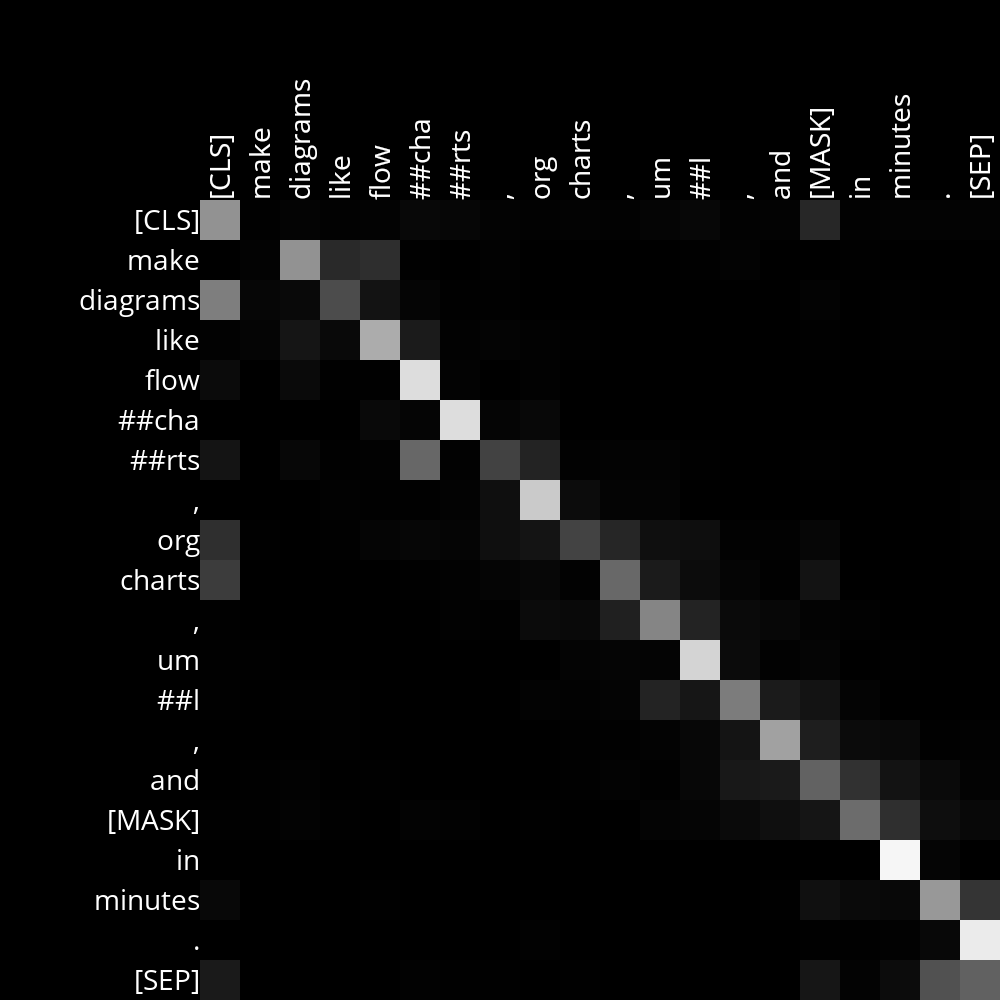 [CLS] make diagrams like flow ##cha ##rts , org charts , um ##l , and [MASK] in minutes . [SEP]
[CLS]
make
diagrams
like
flow
##cha
##rts
,
org
charts
,
um
##l
,
and
[MASK]
in
minutes
.
[SEP]